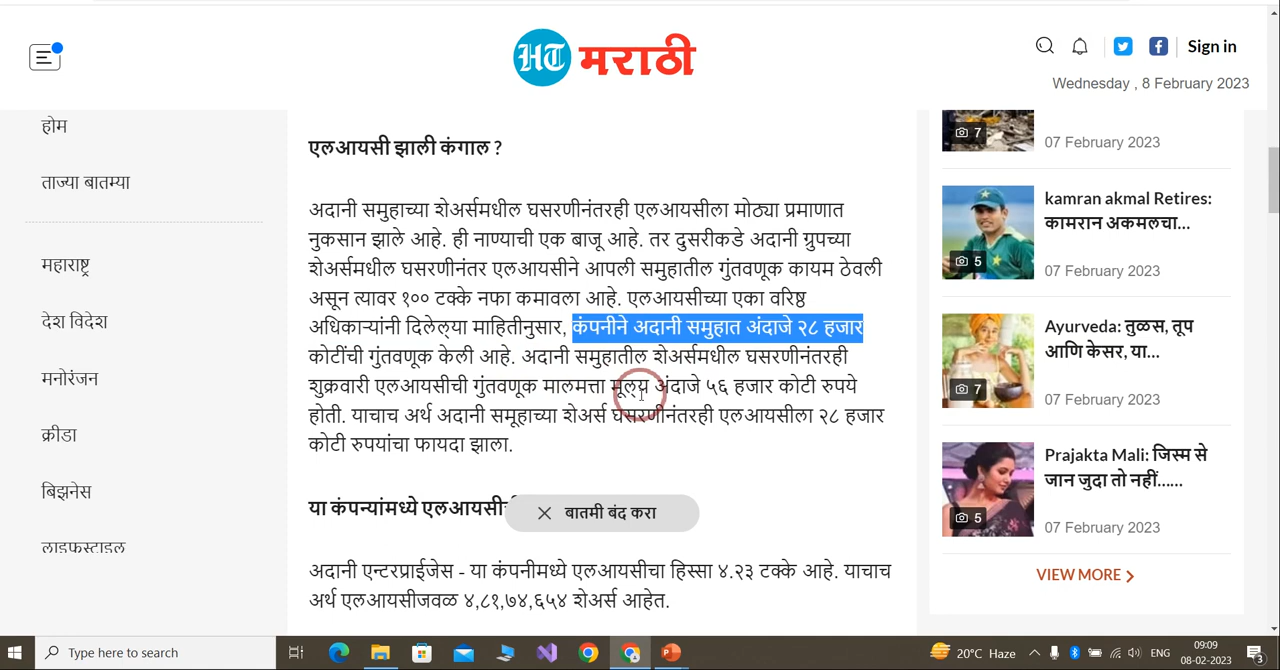 HT मराठी
Sign in
Wednesday , 8 February 2023
होम
ताज्या बातम्या
महाराष्ट्र
देश विदेश
मनोरंजन
क्रीडा
बिझनेस
लाइफस्टाइल
एलआयसी झाली कंगाल ?
अदानी समुहाच्या शेअर्समधील घसरणीनंतरही एलआयसीला मोठ्या प्रमाणात
नुकसान झाले आहे. ही नाण्याची एक बाजू आहे. तर दुसरीकडे अदानी ग्रुपच्या
शेअर्समधील घसरणीनंतर एलआयसीने आपली समुहातील गुंतवणूक कायम ठेवली
असून त्यावर १०० टक्के नफा कमावला आहे. एलआयसीच्या एका वरिष्ठ
अधिकाऱ्यांनी दिलेल्या माहितीनुसार, कंपनीने अदानी समुहात अंदाजे २८ हजार
कोटींची गुंतवणूक केली आहे. अदानी समुहातील शेअर्समधील घसरणीनंतरही
शुक्रवारी एलआयसीची गुंतवणूक मालमत्ता मूल्य अंदाजे ५६ हजार कोटी रुपये
होती. याचाच अर्थ अदानी समूहाच्या शेअर्स घसरणीनंतरही एलआयसीला २८ हजार
कोटी रुपयांचा फायदा झाला.
या कंपन्यांमध्ये एलआयसीची
बातमी बंद करा
अदानी एन्टरप्राईजेस - या कंपनीमध्ये एलआयसीचा हिस्सा ४.२३ टक्के आहे. याचाच
अर्थ एलआयसीजवळ ४,८१,७४,६५४ शेअर्स आहेत.
7
07 February 2023
kamran akmal Retires:
कामरान अकमलचा...
5
07 February 2023
Ayurveda: तुळस, तूप
आणि केसर, या...
7
07 February 2023
Prajakta Mali: जिस्म से
जान जुदा तो नहीं......
5
07 February 2023
VIEW MORE
Type here to search
20°C Haze
ENG
09:09
08-02-2023
3